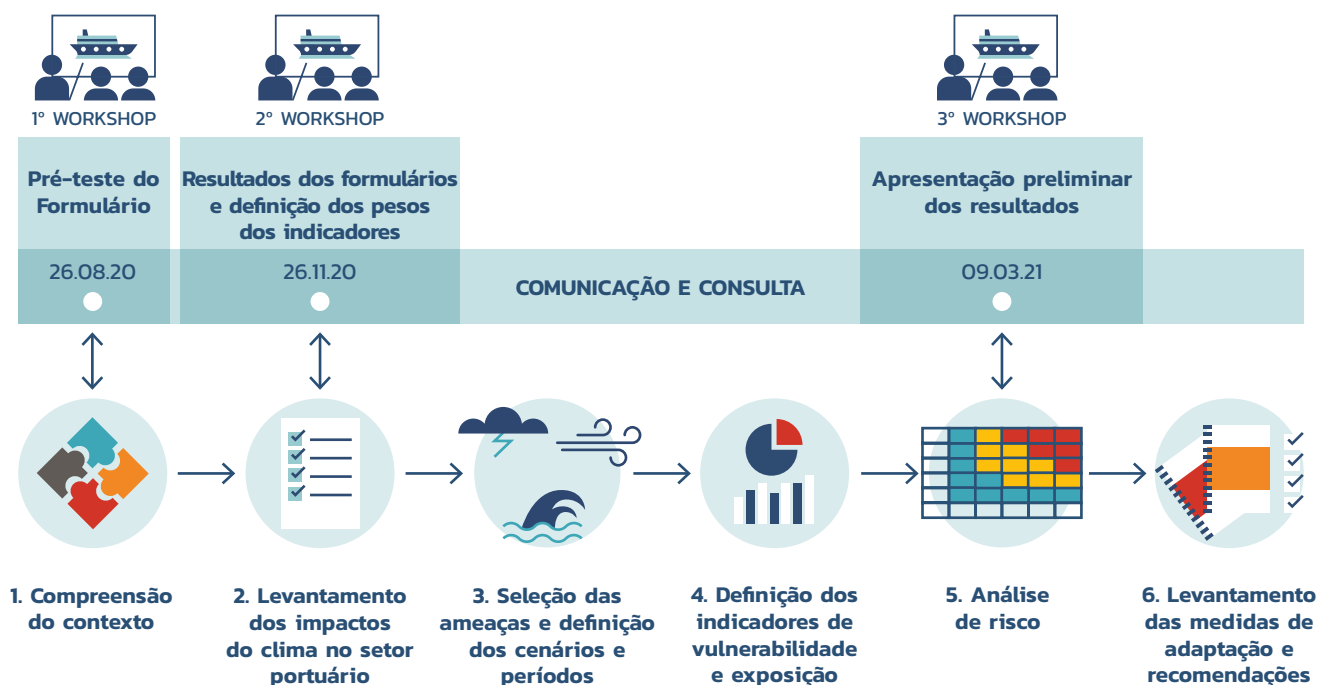 1º WORKSHOP
2º WORKSHOP
3º WORKSHOP
Pré-teste do
Formulário
Resultados dos formulários
e definição dos pesos
dos indicadores
Apresentação preliminar
dos resultados
26.08.20
26.11.20
COMUNICAÇÃO E CONSULTA
09.03.21
1. Compreensão
do contexto
2. Levantamento
dos impactos
do clima no setor
portuário
3. Seleção das
ameaças e definição
dos cenários e
períodos
4. Definição dos
indicadores de
vulnerabilidade
e exposição
5. Análise
de risco
6. Levantamento
das medidas de
adaptação e
recomendações